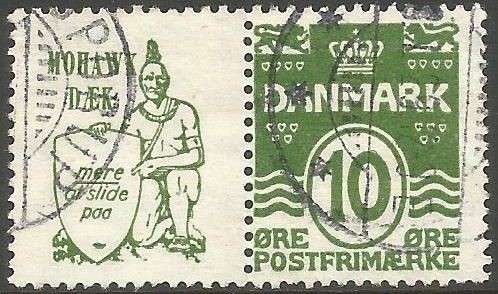 MOHAWK
DÆK
mere
at slide
paa
DANMARK
10
ØRE ØRE
POSTFRIMÆRKE